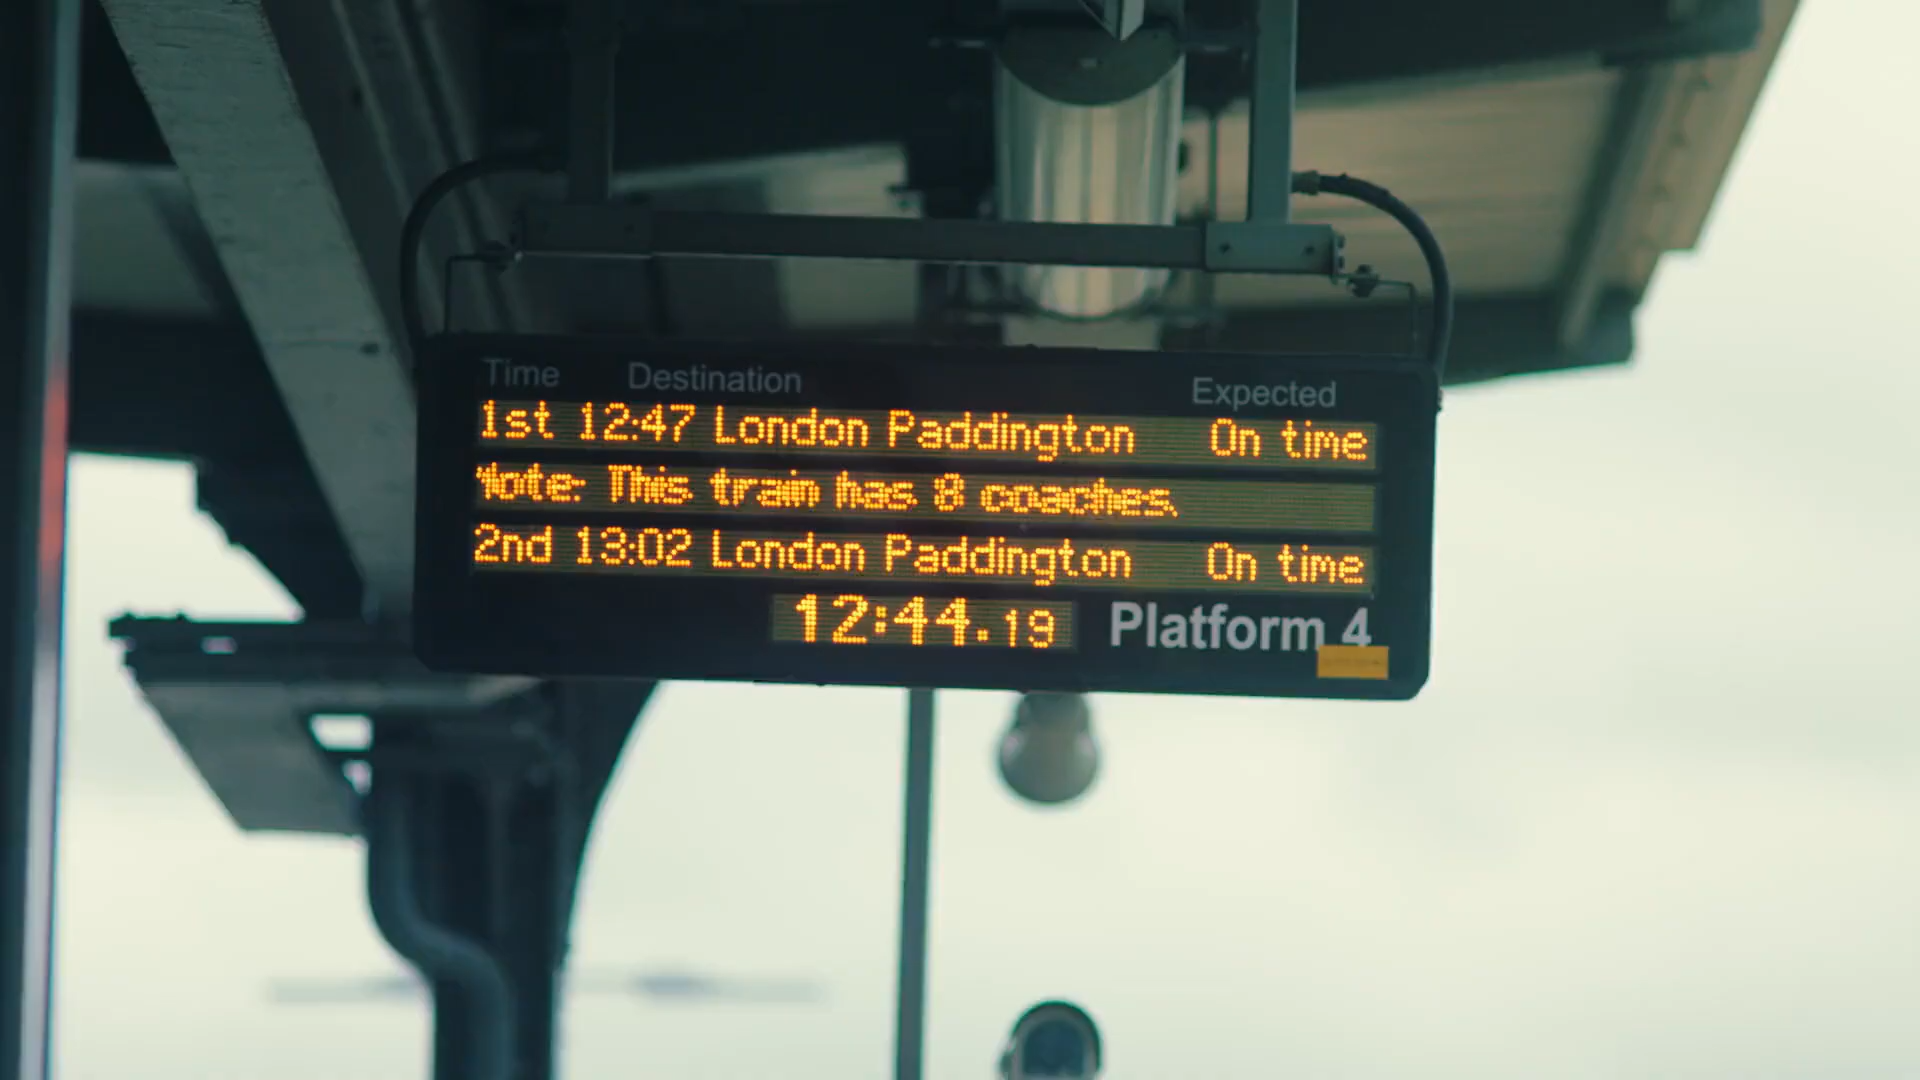 Time Destination Expected
1st 12:47 London Paddington On time
Note: This train has 8 coaches.
2nd 13:02 London Paddington On time
12:44.19 Platform 4